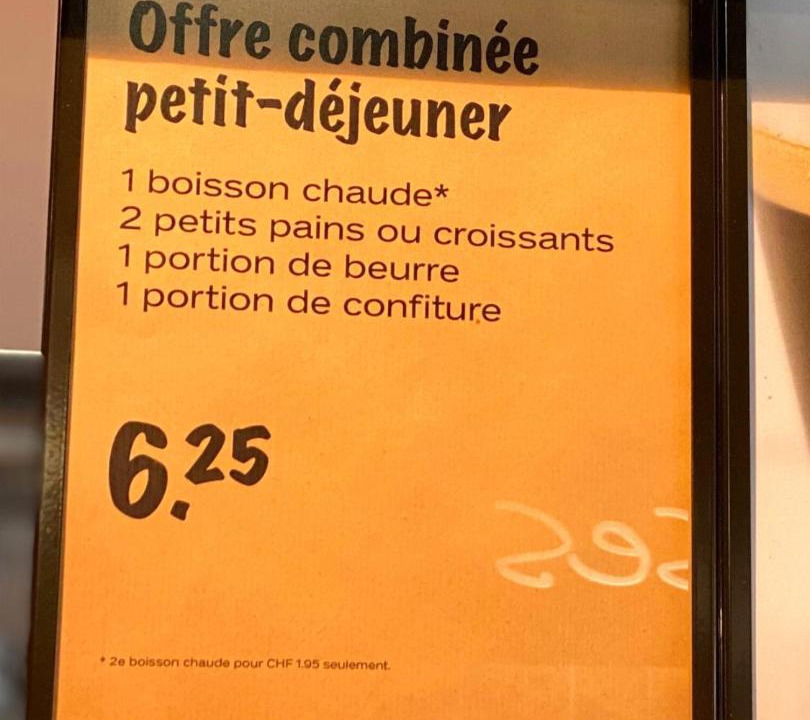 Offre combinée
petit-déjeuner
1 boisson chaude*
2 petits pains ou croissants
1 portion de beurre
1 portion de confiture
6.25
* 2e boisson chaude pour CHF 1.95 seulement.